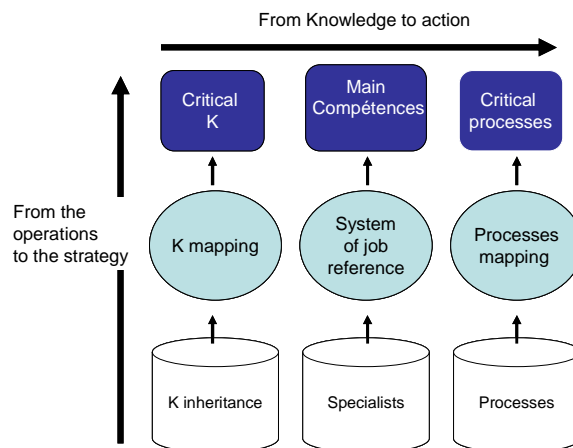 From Knowledge to action
Critical
K
Main
Compétences
Critical
processes
From the
operations
to the strategy
K mapping
System
of job
reference
Processes
mapping
K inheritance
Specialists
Processes